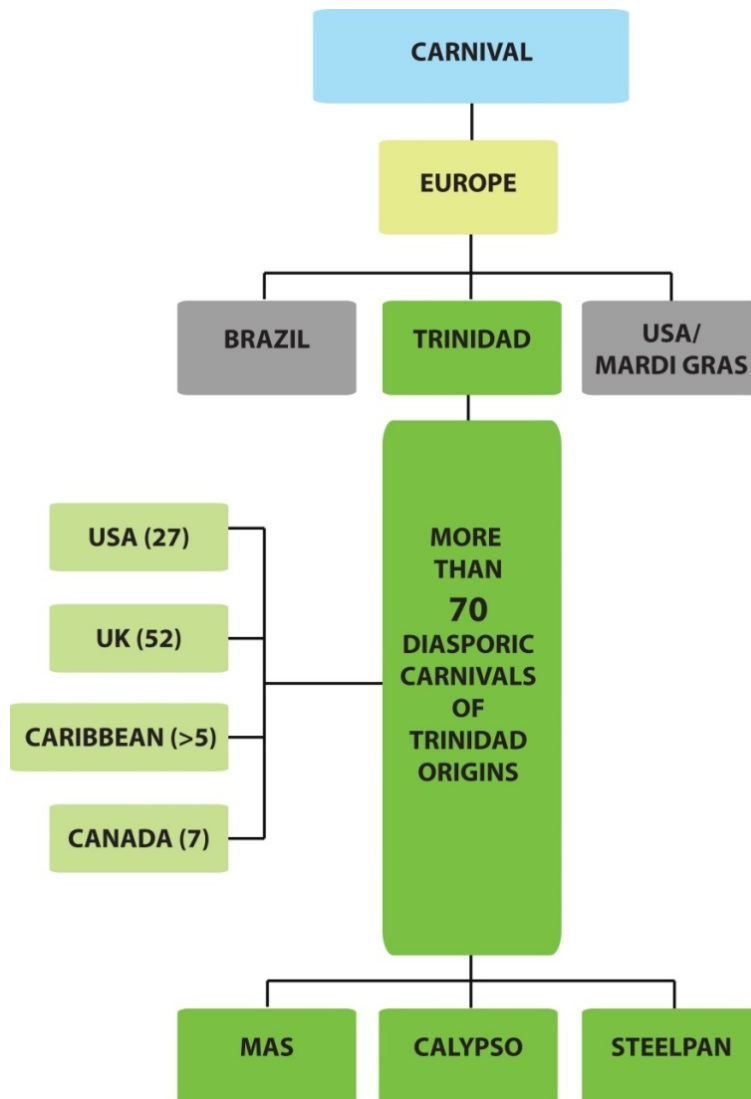 CARNIVAL
EUROPE
BRAZIL
TRINIDAD
USA/
MARDI GRAS
USA (27)
UK (52)
CARIBBEAN (>5)
CANADA (7)
MORE
THAN
70
DIASPORIC
CARNIVALS
OF
TRINIDAD
ORIGINS
MAS
CALYPSO
STEELPAN